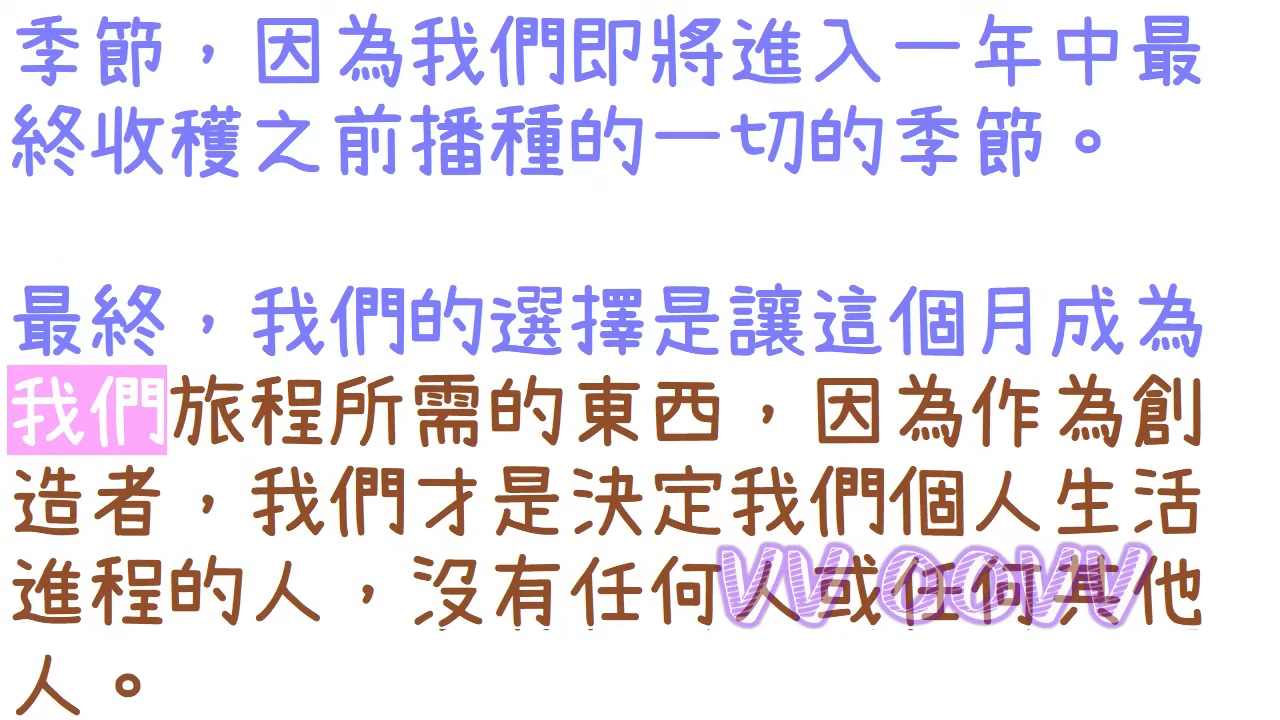 季節，因為我們即將進入一年中最
終收穫之前播種的一切的季節。
最終，我們的選擇是讓這個月成為
我們旅程所需的東西，因為作為創
造者，我們才是決定我們個人生活
進程的人，沒有任何人或任何其他
人。
VV OOVV